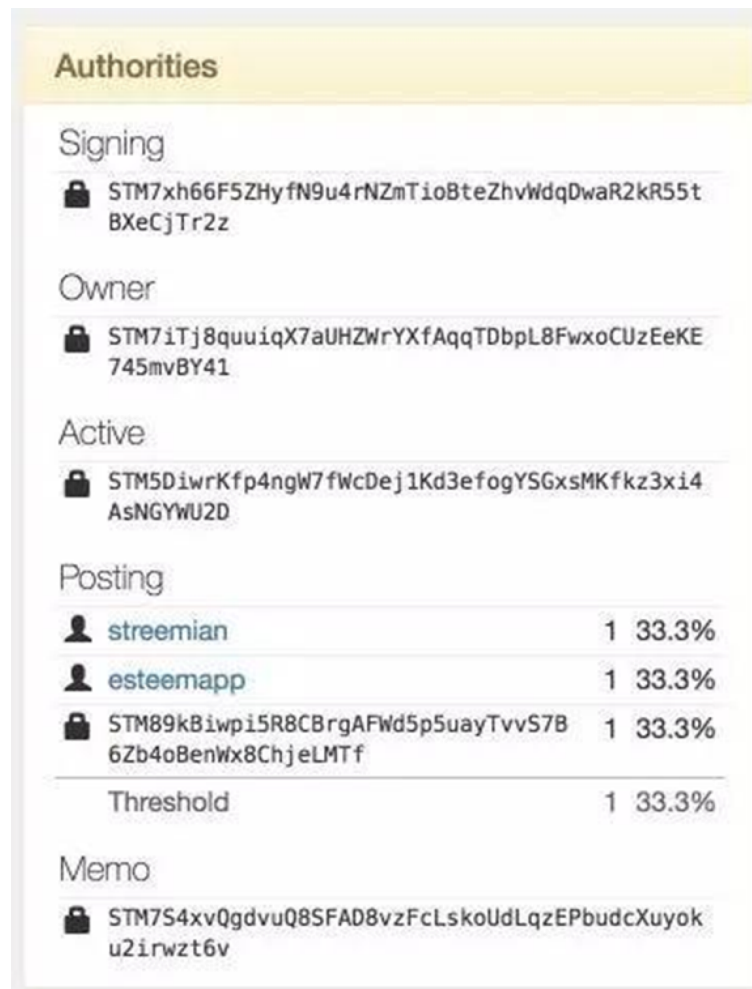 Authorities
Signing
STM7xh66F5ZHyfN9u4rNZmTioBteZhvWdqDwaR2kR55t
BXeCjTr2z
Owner
STM7iTj8quuiqX7aUHZWrYXfAqqTDbpL8FwxoCUzEeKE
745mvBY41
Active
STM5DiwrKfp4ngW7fWcDej1Kd3efogYSGxsMKfkz3xi4
AsNGYWU2D
Posting
streemian 1 33.3%
esteemapp 1 33.3%
STM89kBiwpi5R8CBrgAFWd5p5uayTvvS7B 1 33.3%
6Zb4oBenWx8ChjeLMTf
Threshold 1 33.3%
Memo
STM7S4xvQgdvuQ8SFAD8vzFcLskoUdLqzEPbudcXuyok
u2irwzt6v